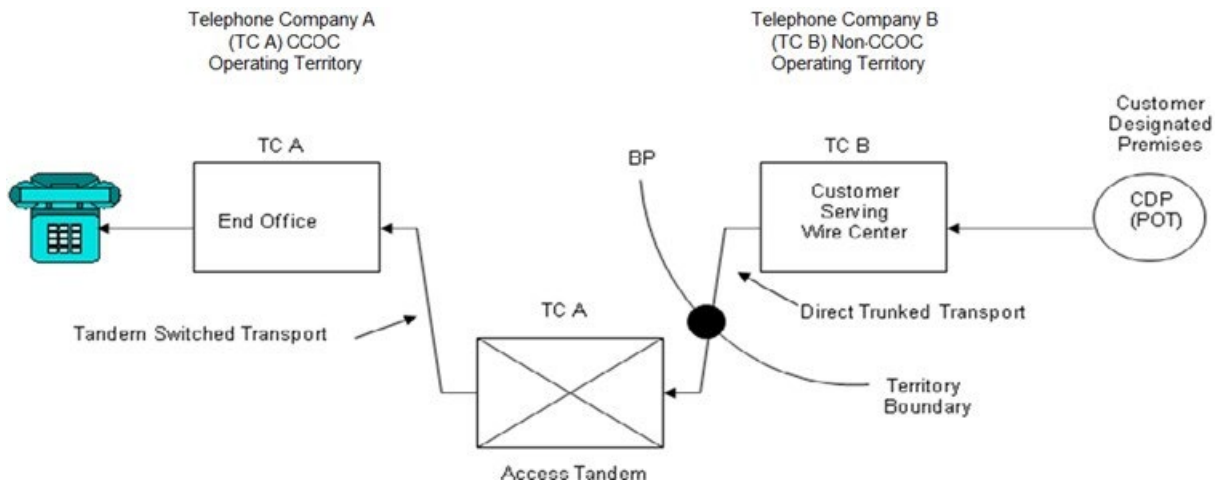 Telephone Company A
(TC A) CCOC
Operating Territory
Telephone Company B
(TC B) Non-CCOC
Operating Territory
Customer
Designated
Premises
TC A
BP
TC B
End Office
Customer
Serving
Wire Center
CDP
(POT)
Tandem Switched Transport
TC A
Direct Trunked Transport
Territory
Boundary
Access Tandem